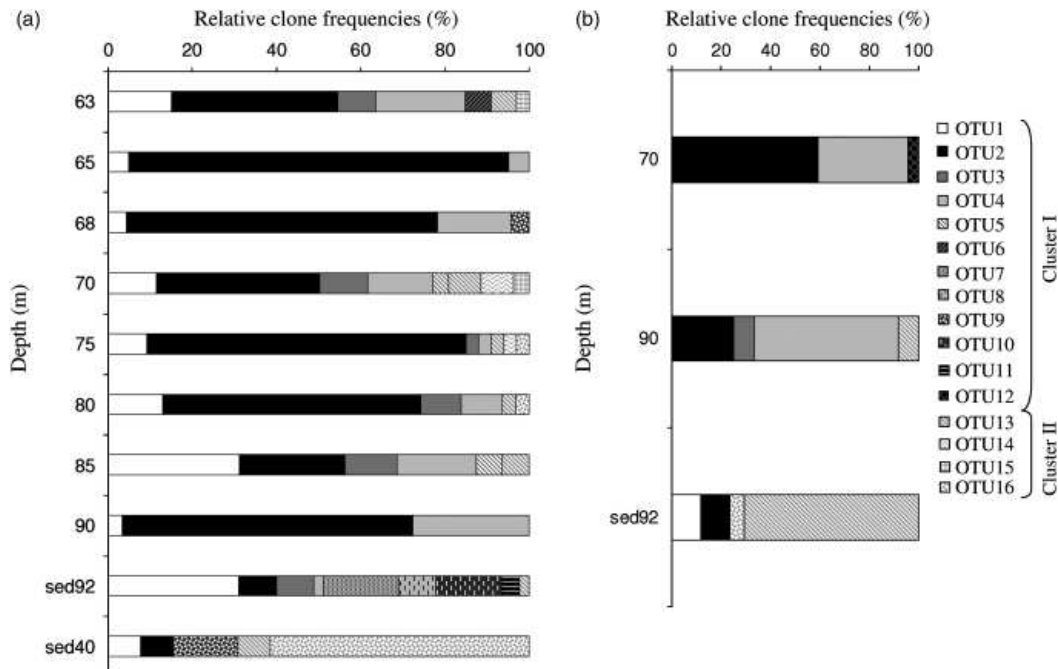 (a)
Relative clone frequencies (%)
0 20 40 60 80 100
Depth (m)
63
65
68
70
75
80
85
90
sed92
sed40
(b)
Relative clone frequencies (%)
0 20 40 60 80 100
Depth (m)
70
90
sed92
OTU1
OTU2
OTU3
OTU4
OTU5
OTU6
OTU7
OTU8
OTU9
OTU10
OTU11
OTU12
OTU13
OTU14
OTU15
OTU16
Cluster I
Cluster II